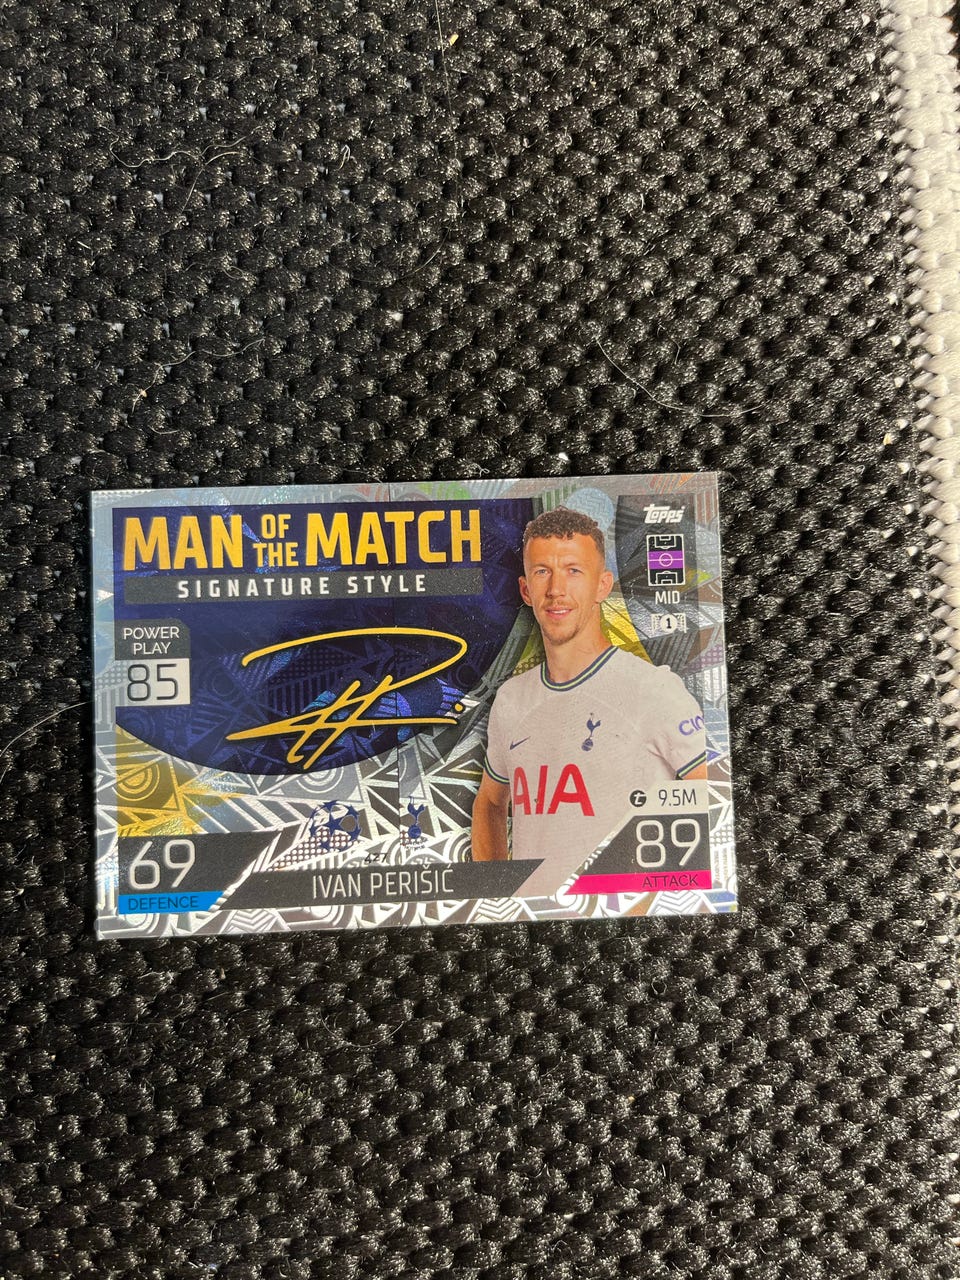 MAN OF THE MATCH
SIGNATURE STYLE
topps
MID
1
POWER
PLAY
85
AIA
9.5M
69
DEFENCE
427
IVAN PERIŠIĆ
89
ATTACK